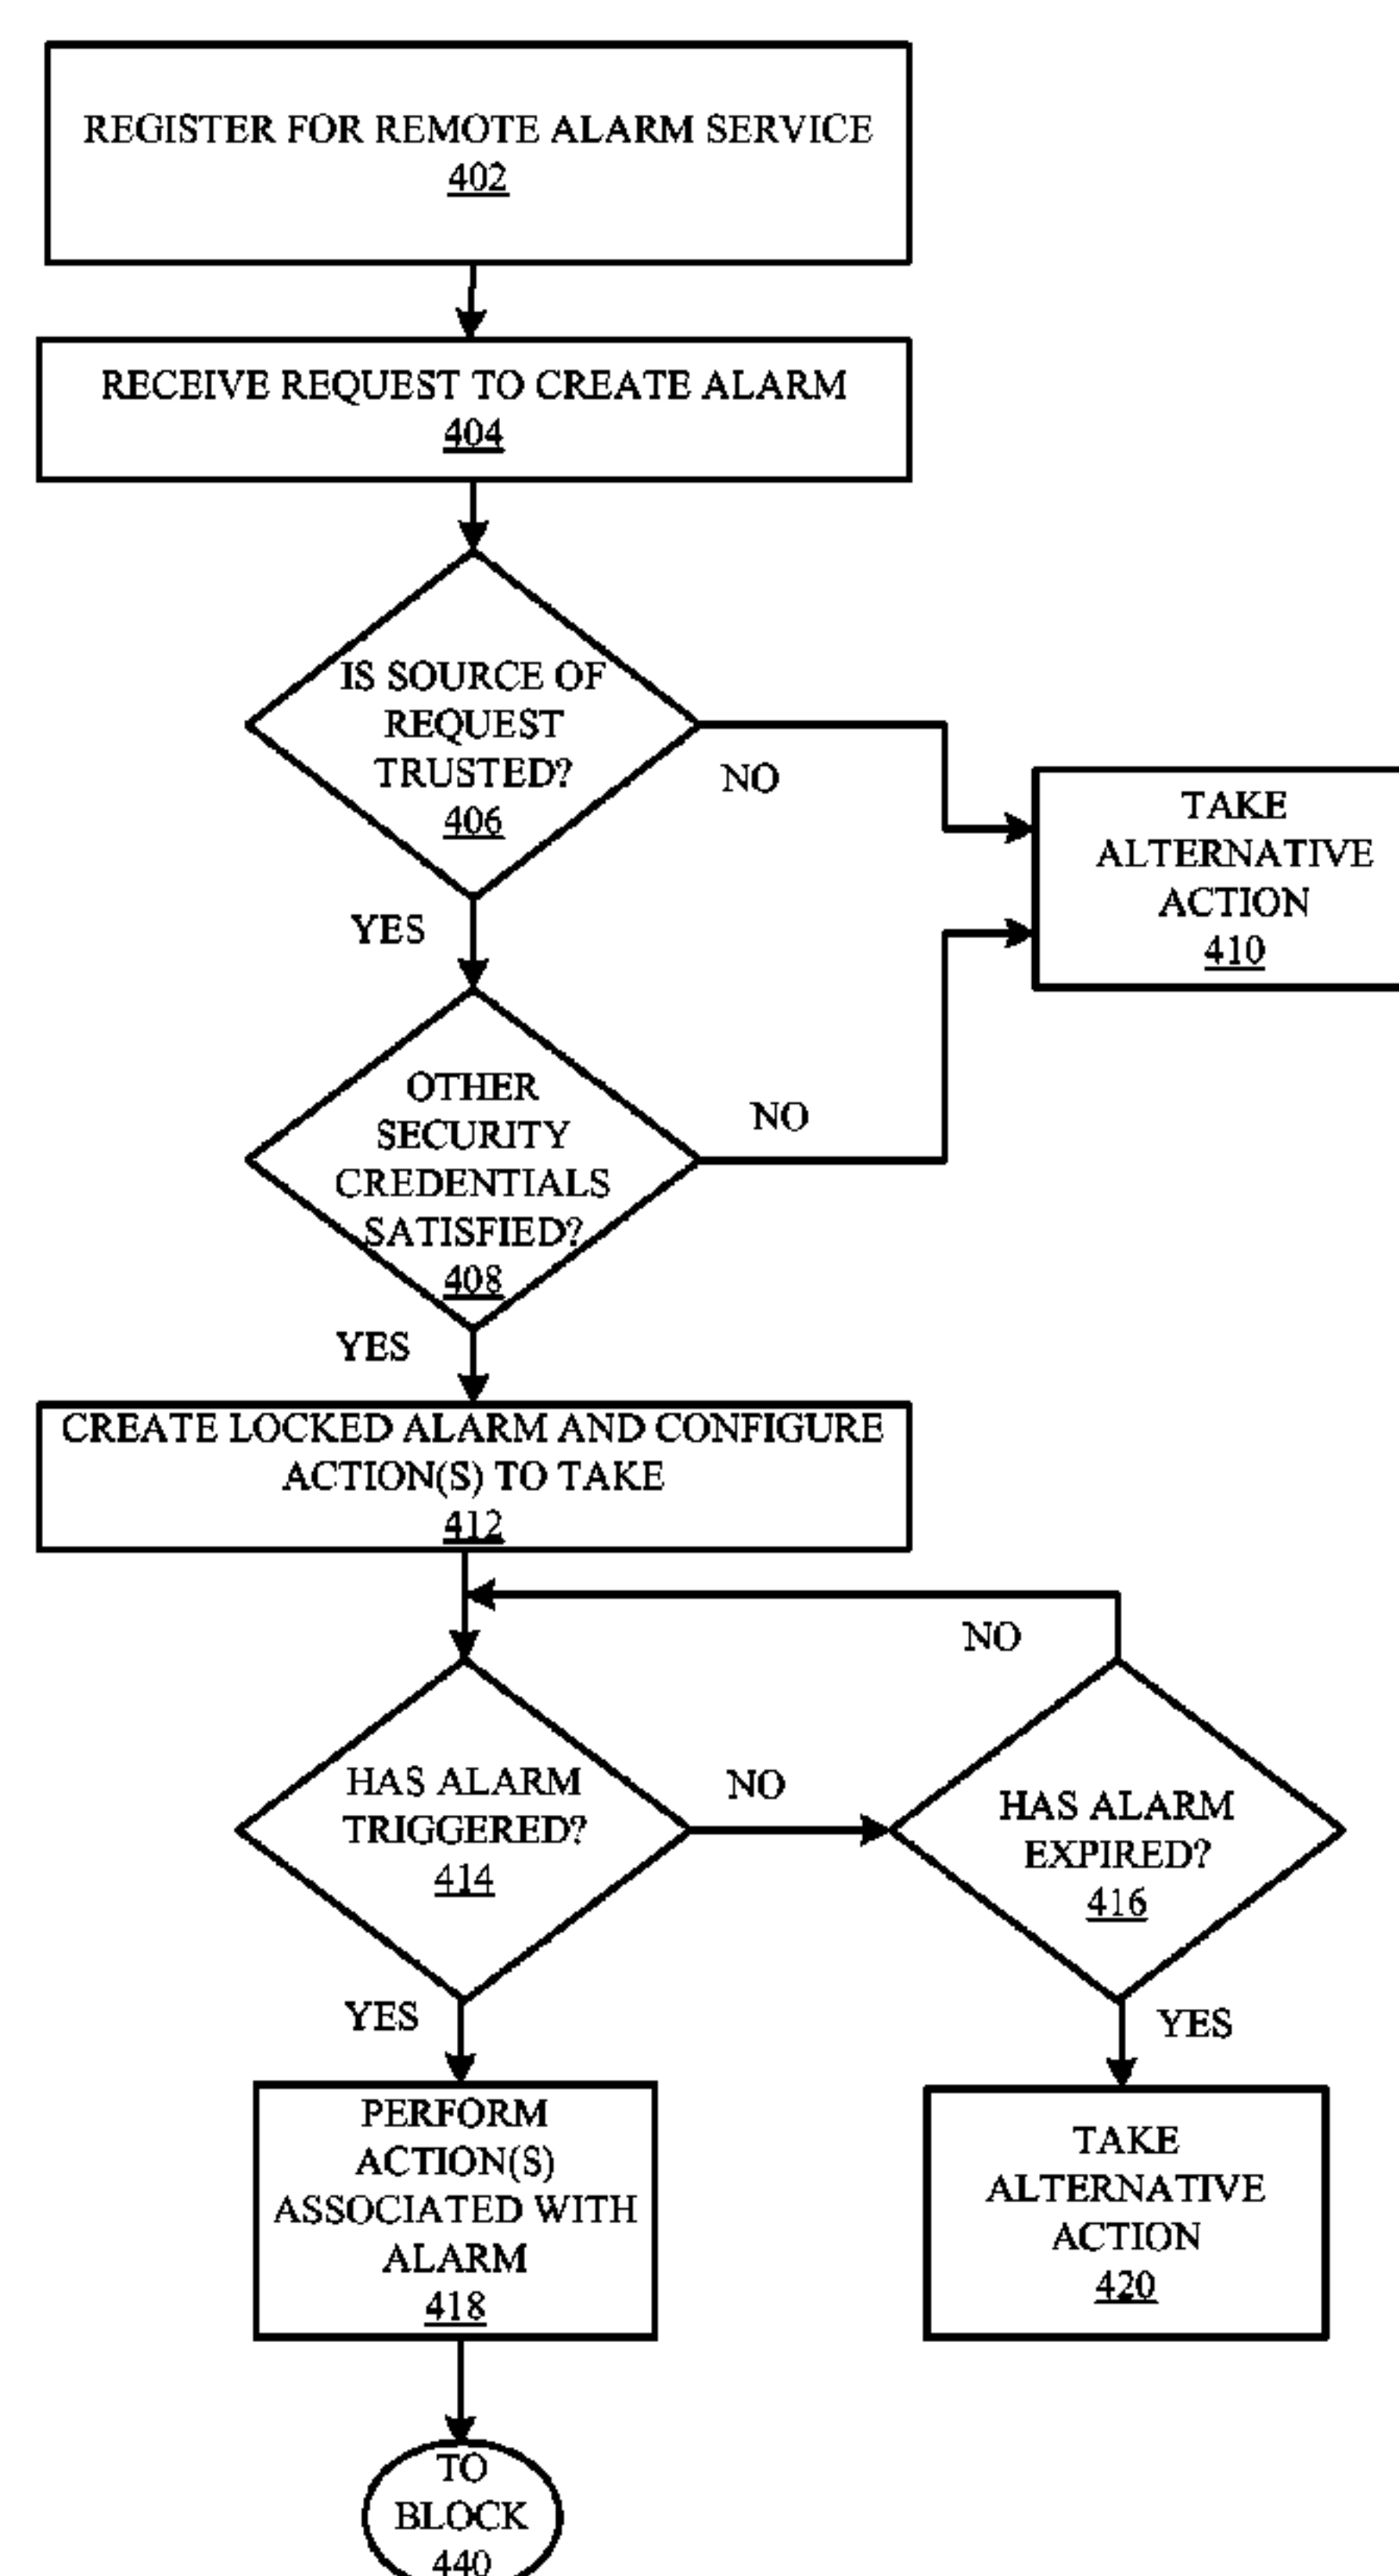 REGISTER FOR REMOTE ALARM SERVICE
402
RECEIVE REQUEST TO CREATE ALARM
404
IS SOURCE OF
REQUEST
TRUSTED?
406
NO
YES
TAKE
ALTERNATIVE
ACTION
410
OTHER
SECURITY
CREDENTIALS
SATISFIED?
408
NO
YES
CREATE LOCKED ALARM AND CONFIGURE
ACTION(S) TO TAKE
412
NO
HAS ALARM
TRIGGERED?
414
NO
YES
HAS ALARM
EXPIRED?
416
YES
PERFORM
ACTION(S)
ASSOCIATED WITH
ALARM
418
TAKE
ALTERNATIVE
ACTION
420
TO
BLOCK
440